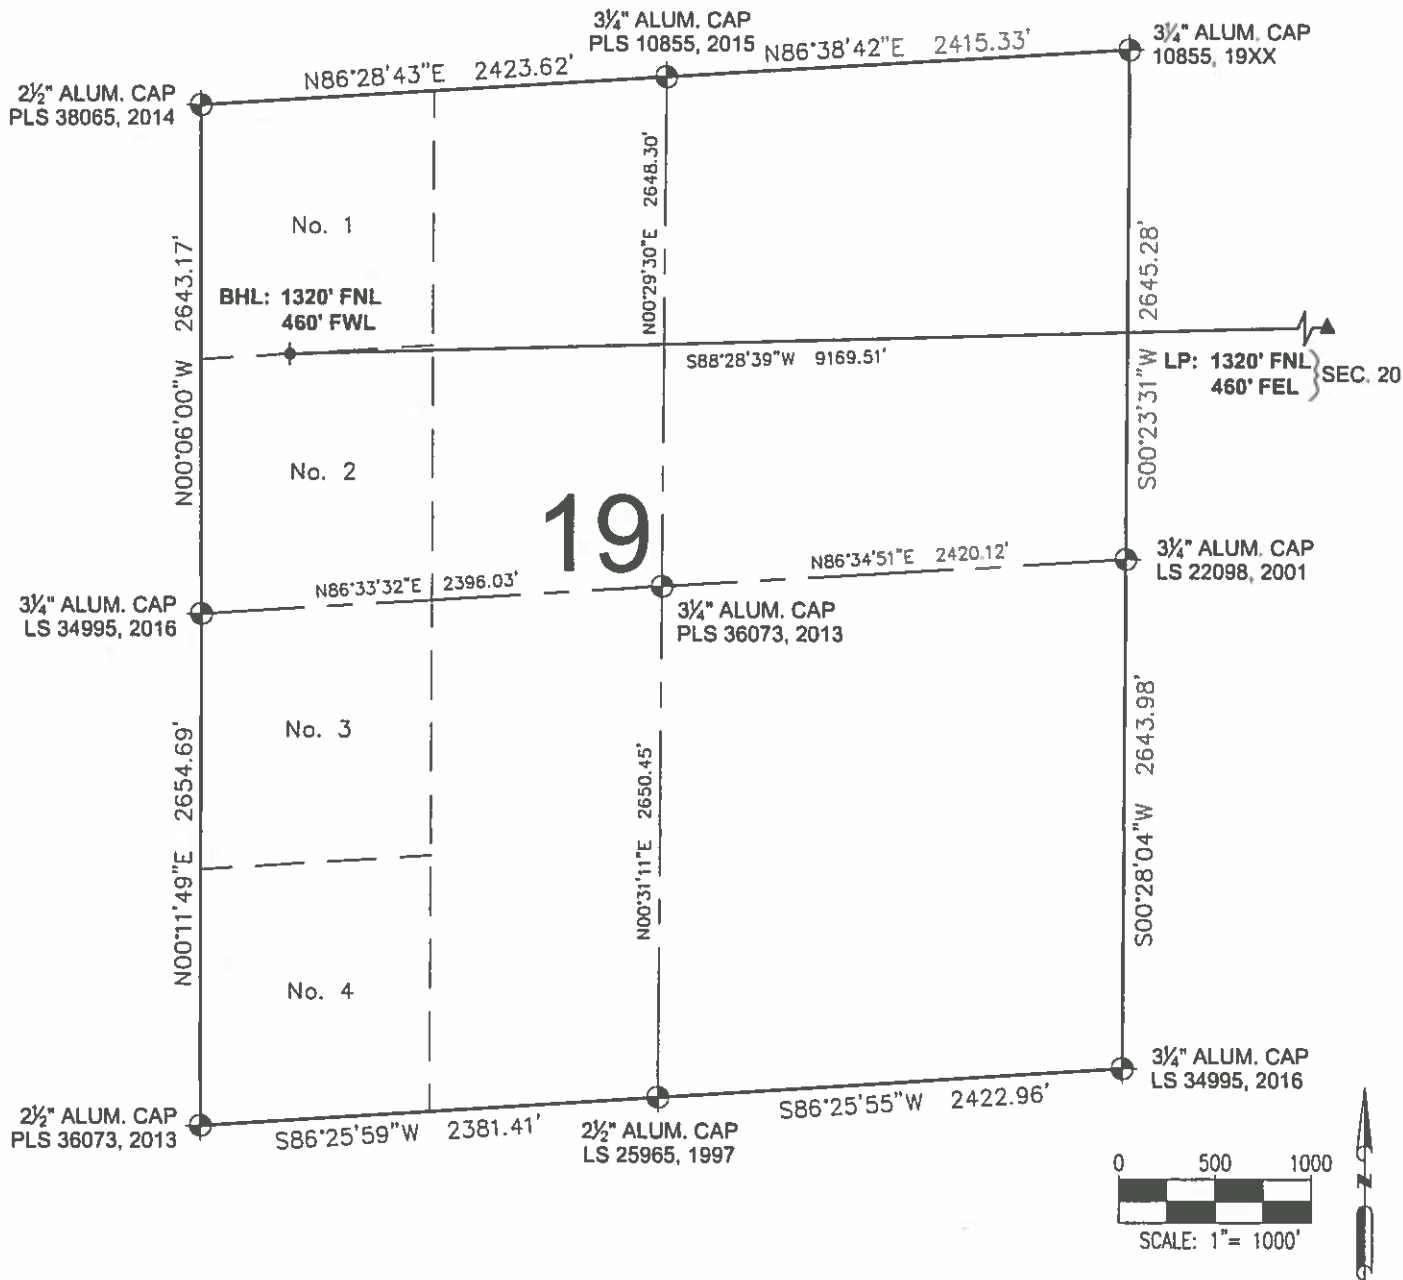 3¼" ALUM. CAP
PLS 10855, 2015
N86°38'42"E 2415.33'
3¼" ALUM. CAP
10855, 19XX
N86°28'43"E 2423.62'
2½" ALUM. CAP
PLS 38065, 2014
N00°29'30"E 2648.30'
No. 1
N00°06'00"W 2643.17'
S00°23'31"W 2645.28'
BHL: 1320' FNL
460' FWL
S88°28'39"W 9169.51'
LP: 1320' FNL
460' FEL
SEC. 20
No. 2
19
N86°34'51"E 2420.12'
3¼" ALUM. CAP
LS 22098, 2001
N86°33'32"E 2396.03'
3¼" ALUM. CAP
LS 34995, 2016
3¼" ALUM. CAP
PLS 36073, 2013
No. 3
N00°11'49"E 2654.69'
N00°31'11"E 2650.45'
S00°28'04"W 2643.98'
No. 4
3¼" ALUM. CAP
LS 34995, 2016
S86°25'55"W 2422.96'
2½" ALUM. CAP
PLS 36073, 2013
S86°25'59"W 2381.41'
2½" ALUM. CAP
LS 25965, 1997
0 500 1000
SCALE: 1"= 1000'
N